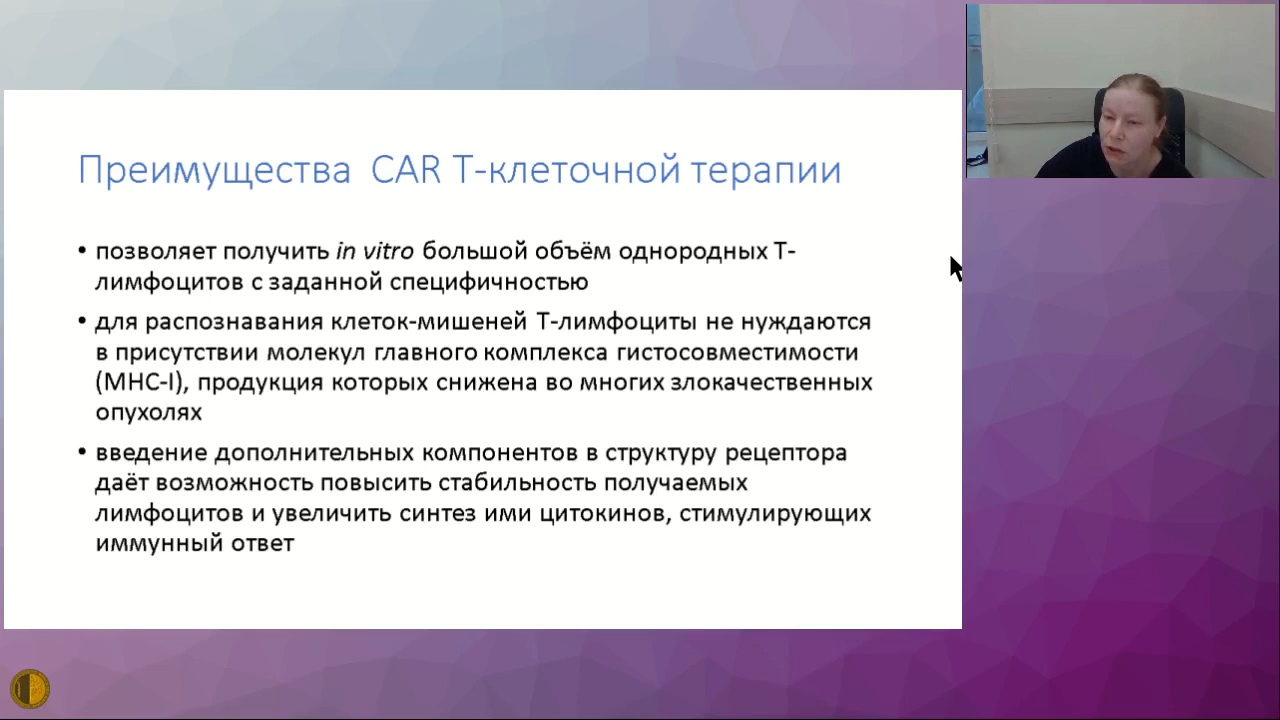 Преимущества CAR T-клеточной терапии
• позволяет получить in vitro большой объём однородных Т-
лимфоцитов с заданной специфичностью
• для распознавания клеток-мишеней Т-лимфоциты не нуждаются
в присутствии молекул главного комплекса гистосовместимости
(MHC-I), продукция которых снижена во многих злокачественных
опухолях
• введение дополнительных компонентов в структуру рецептора
даёт возможность повысить стабильность получаемых
лимфоцитов и увеличить синтез ими цитокинов, стимулирующих
иммунный ответ